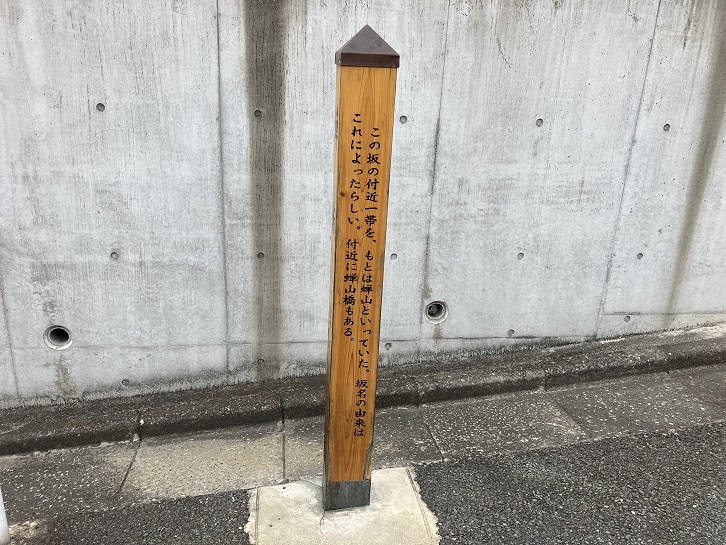 この坂の付近一帯を、もとは蝉山といっていた。坂名の由来は
これによったらしい。付近に蝉山橋もある。